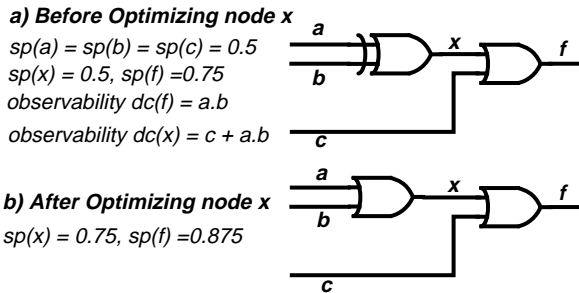 a) Before Optimizing node x
sp(a) = sp(b) = sp(c) = 0.5
sp(x) = 0.5, sp(f) =0.75
observability dc(f) = a.b
observability dc(x) = c + a.b
a
b
x
f
c
b) After Optimizing node x
sp(x) = 0.75, sp(f) =0.875
a
b
x
f
c